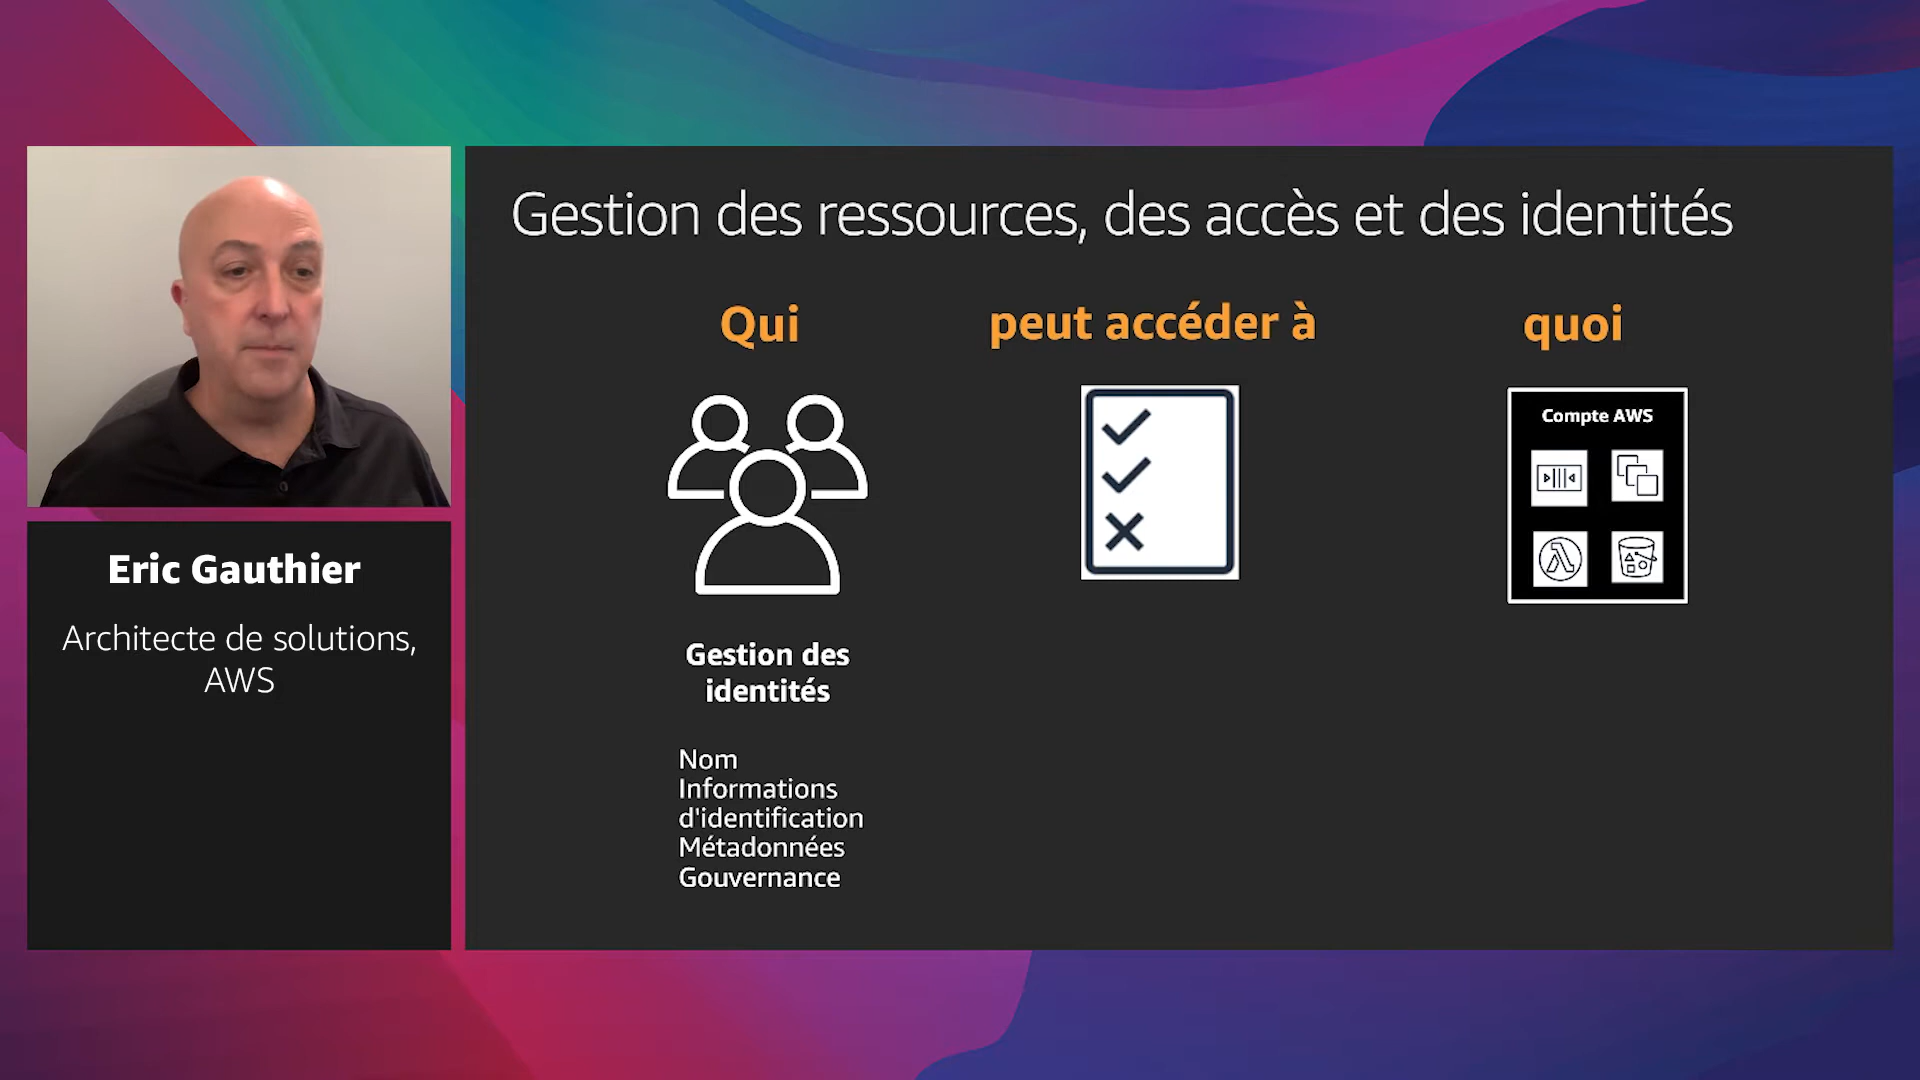 Gestion des ressources, des accès et des identités
Qui
peut accéder à
quoi
Compte AWS
Gestion des
identités
Nom
Informations
d'identification
Métadonnées
Gouvernance
Eric Gauthier
Architecte de solutions,
AWS